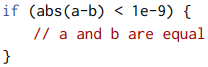 if (abs(a-b) < 1e-9) {
    // a and b are equal
}